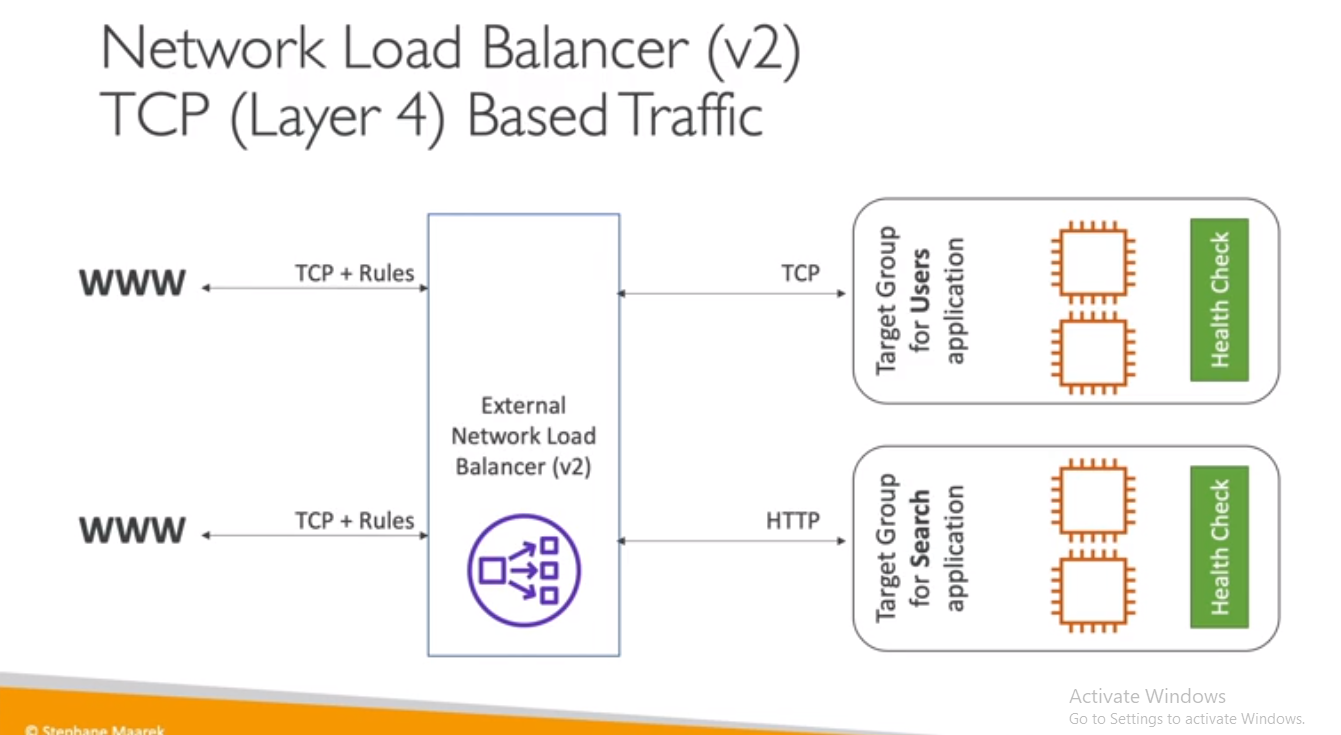 Network Load Balancer (v2)
TCP (Layer 4) Based Traffic
WWW
TCP + Rules
TCP
Target Group
for Users
application
Health Check
External
Network Load
Balancer (v2)
WWW
TCP + Rules
HTTP
Target Group
for Search
application
Health Check
Activate Windows
Go to Settings to activate Windows.
© Stephane Maarek